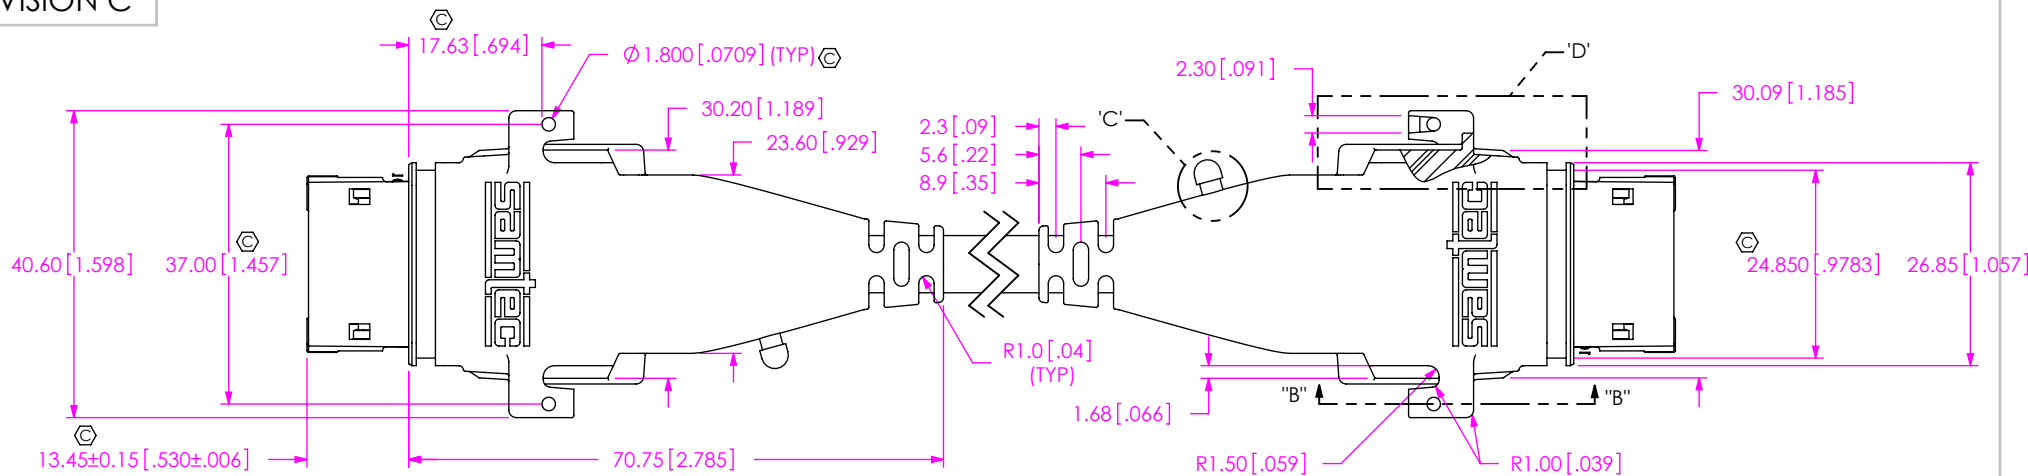 VISION C
C
17.63 [.694]
Ø1.800 [.0709] (TYP) C
2.30 [.091]
'D'
30.20 [1.189]
30.09 [1.185]
2.3 [.09]
'C'
23.60 [.929]
5.6 [.22]
8.9 [.35]
samtec
samtec
C
C
40.60 [1.598]
37.00 [1.457]
24.850 [.9783]
26.85 [1.057]
R1.0 [.04]
(TYP)
"B"
"B"
1.68 [.066]
C
13.45±0.15 [.530±.006]
70.75 [2.785]
R1.50 [.059]
R1.00 [.039]